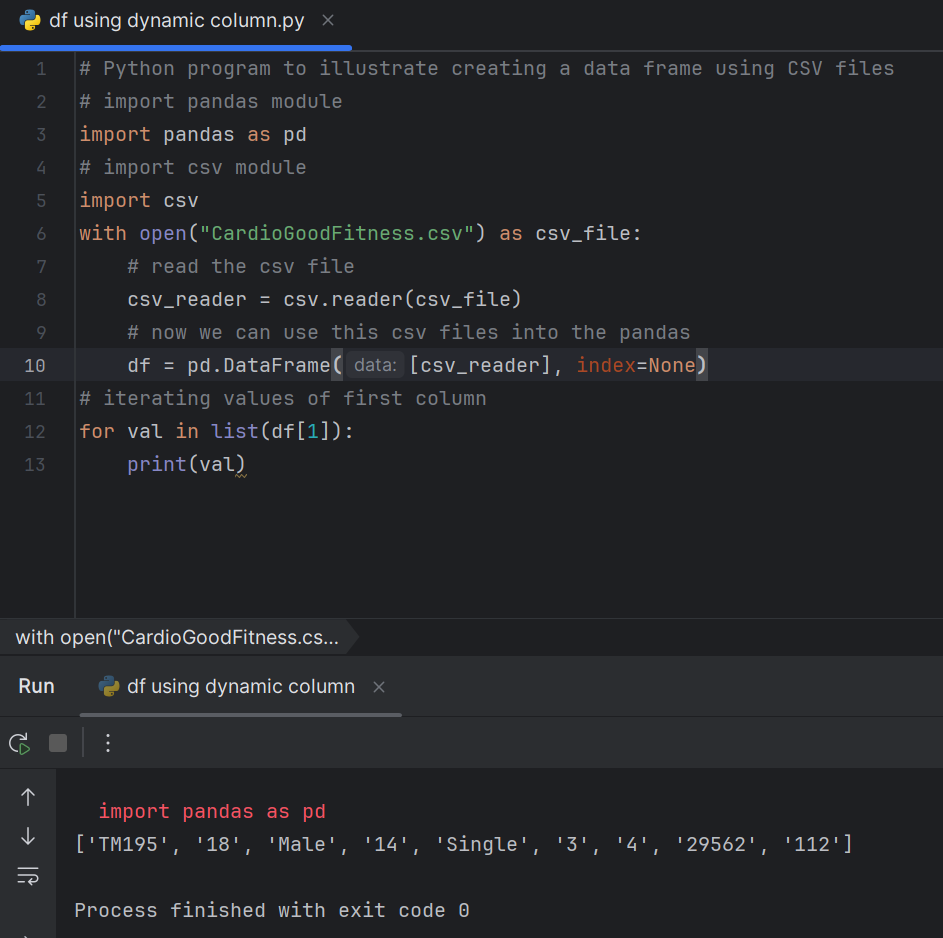 df using dynamic column.py
1 # Python program to illustrate creating a data frame using CSV files
2 # import pandas module
3 import pandas as pd
4 # import csv module
5 import csv
6 with open("CardioGoodFitness.csv") as csv_file:
7     # read the csv file
8     csv_reader = csv.reader(csv_file)
9     # now we can use this csv files into the pandas
10     df = pd.DataFrame( data: [csv_reader], index=None)
11 # iterating values of first column
12 for val in list(df[1]):
13     print(val)
with open("CardioGoodFitness.cs...
Run df using dynamic column
import pandas as pd
['TM195', '18', 'Male', '14', 'Single', '3', '4', '29562', '112']
Process finished with exit code 0